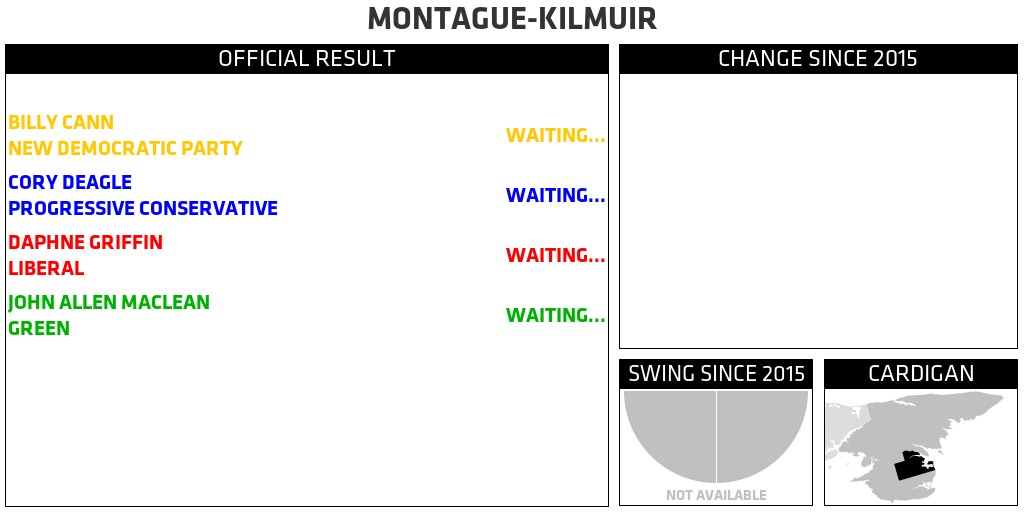 MONTAGUE-KILMUIR
OFFICIAL RESULT
BILLY CANN
NEW DEMOCRATIC PARTY
WAITING...
CORY DEAGLE
PROGRESSIVE CONSERVATIVE
WAITING...
DAPHNE GRIFFIN
LIBERAL
WAITING...
JOHN ALLEN MACLEAN
GREEN
WAITING...
CHANGE SINCE 2015
SWING SINCE 2015
NOT AVAILABLE
CARDIGAN